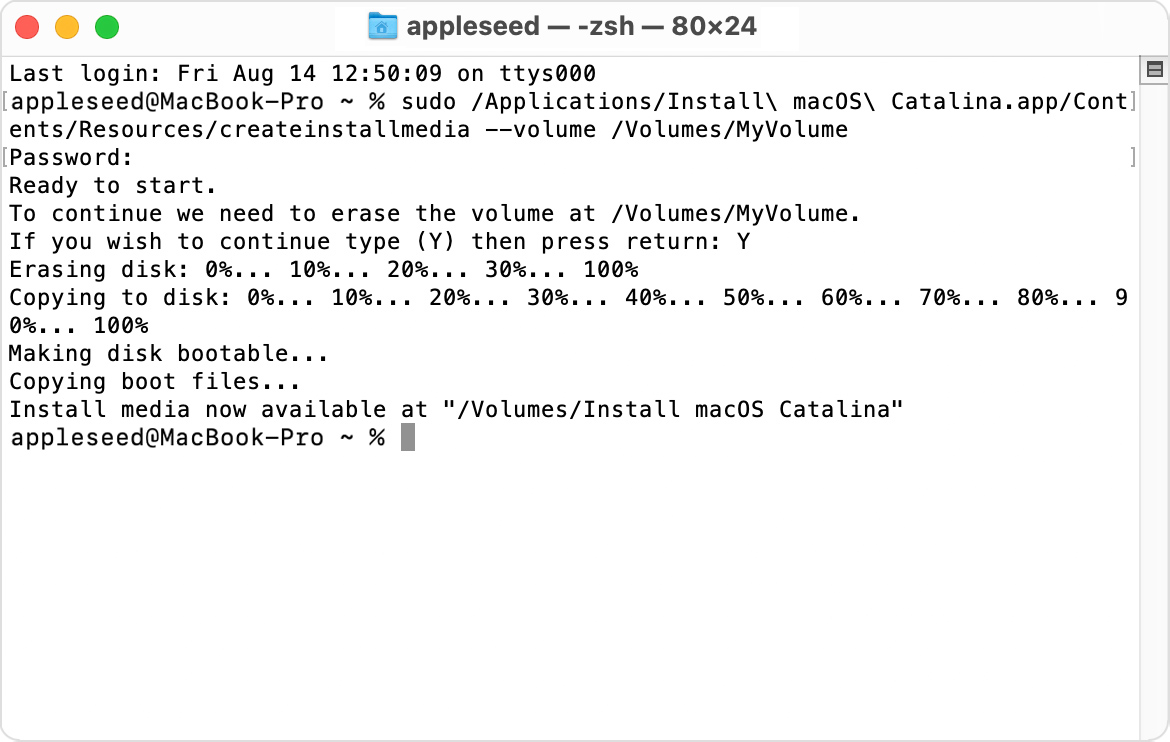 appleseed — -zsh — 80×24
Last login: Fri Aug 14 12:50:09 on ttys000
[appleseed@MacBook-Pro ~ % sudo /Applications/Install\ macOS\ Catalina.app/Cont]
ents/Resources/createinstallmedia --volume /Volumes/MyVolume
[Password: ]
Ready to start.
To continue we need to erase the volume at /Volumes/MyVolume.
If you wish to continue type (Y) then press return: Y
Erasing disk: 0%... 10%... 20%... 30%... 100%
Copying to disk: 0%... 10%... 20%... 30%... 40%... 50%... 60%... 70%... 80%... 9
0%... 100%
Making disk bootable...
Copying boot files...
Install media now available at "/Volumes/Install macOS Catalina"
appleseed@MacBook-Pro ~ %